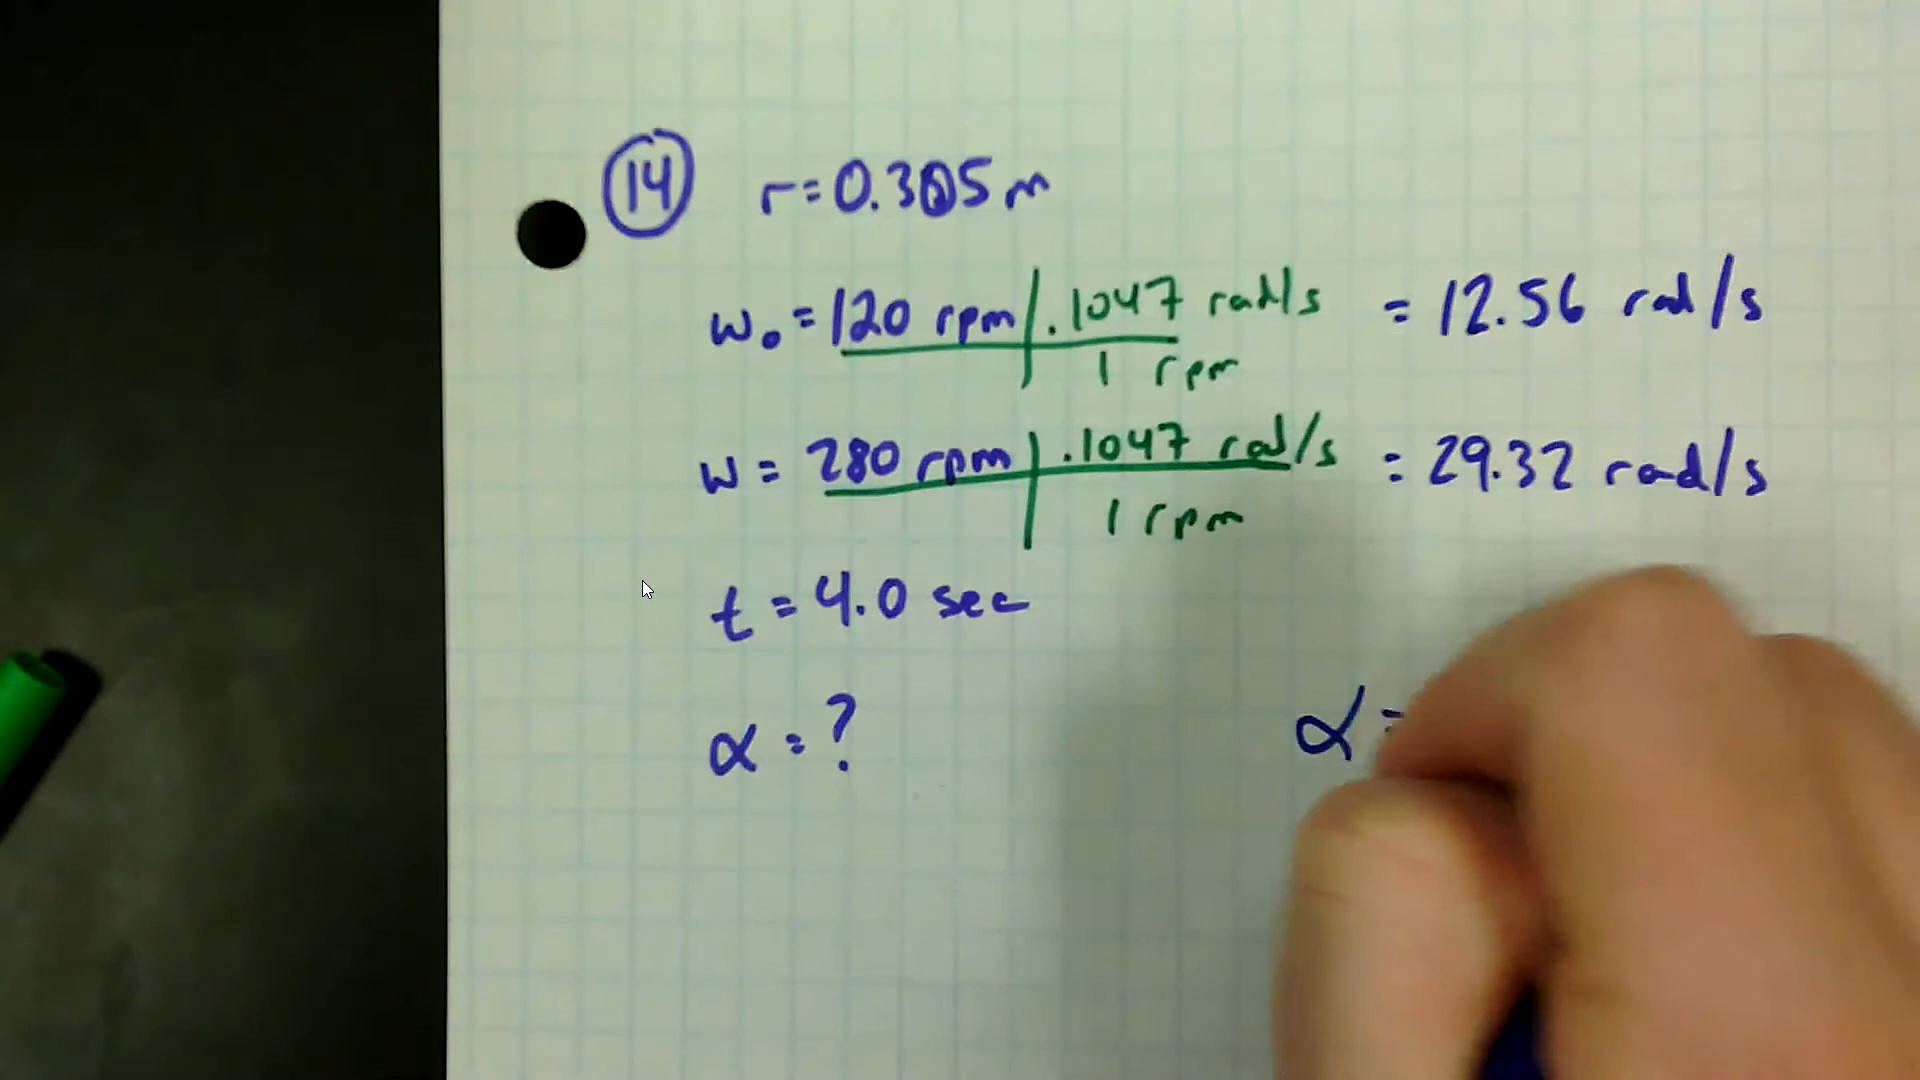 14 r = 0.305 m
ω₀ = 120 rpm | .1047 rad/s = 12.56 rad/s
1 rpm
ω = 280 rpm | .1047 rad/s = 29.32 rad/s
1 rpm
t = 4.0 sec
α = ? α =